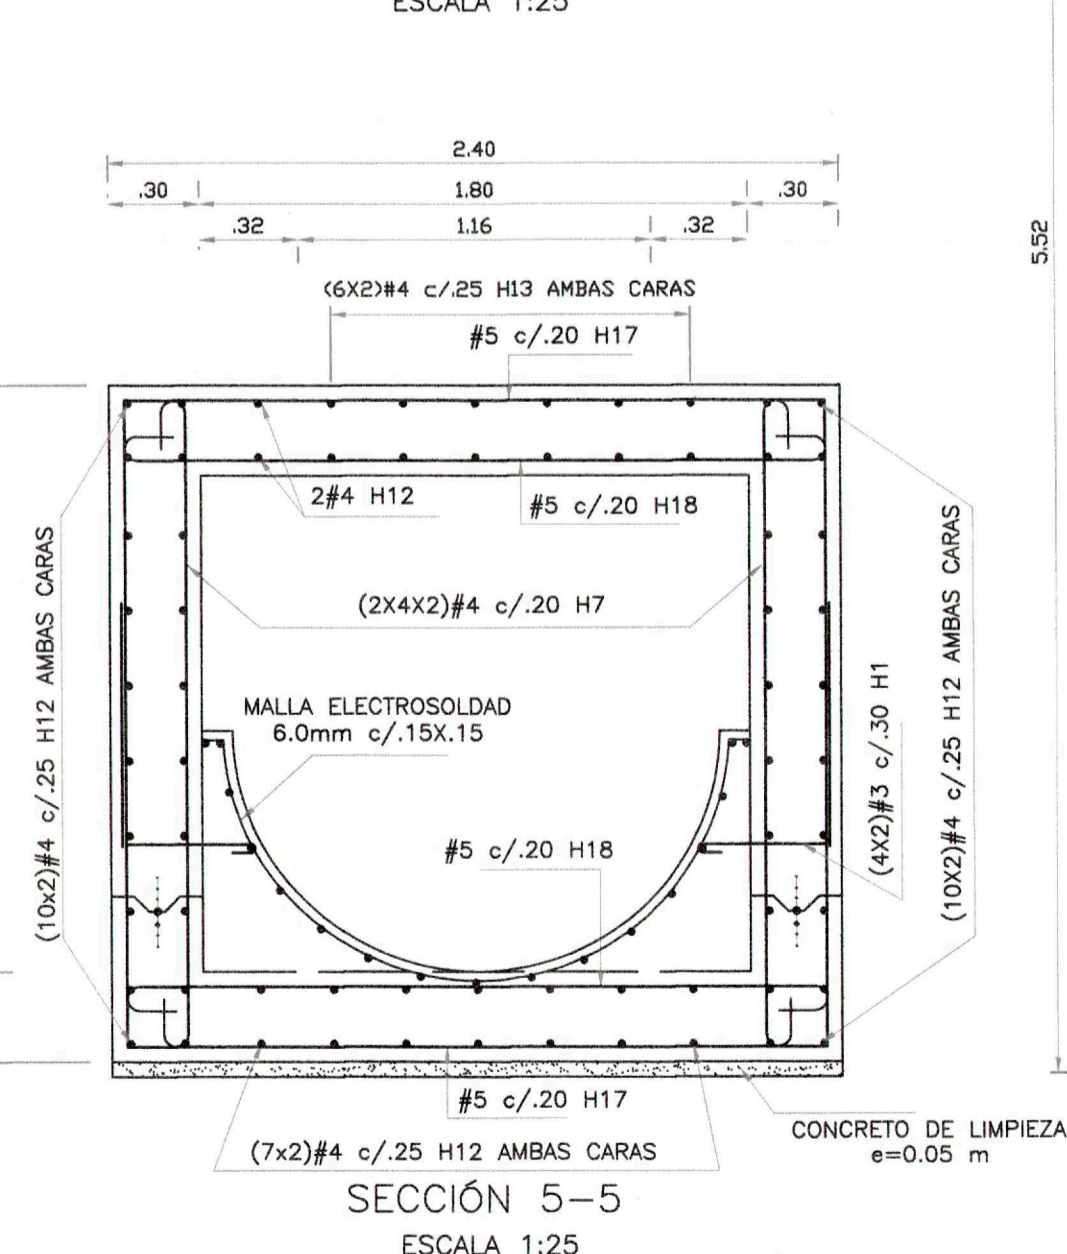 ESCALA 1:25
2.40
.30
1.80
.30
.32
1.16
.32
5.52
(6X2)#4 c/.25 H13 AMBAS CARAS
#5 c/.20 H17
2#4 H12
#5 c/.20 H18
(10x2)#4 c/.25 H12 AMBAS CARAS
(2X4X2)#4 c/.20 H7
(10X2)#4 c/.25 H12 AMBAS CARAS
(4X2)#3 c/.30 H1
MALLA ELECTROSOLDAD
6.0mm c/.15X.15
#5 c/.20 H18
#5 c/.20 H17
(7x2)#4 c/.25 H12 AMBAS CARAS
CONCRETO DE LIMPIEZA
e=0.05 m
SECCIÓN 5-5
ESCALA 1:25